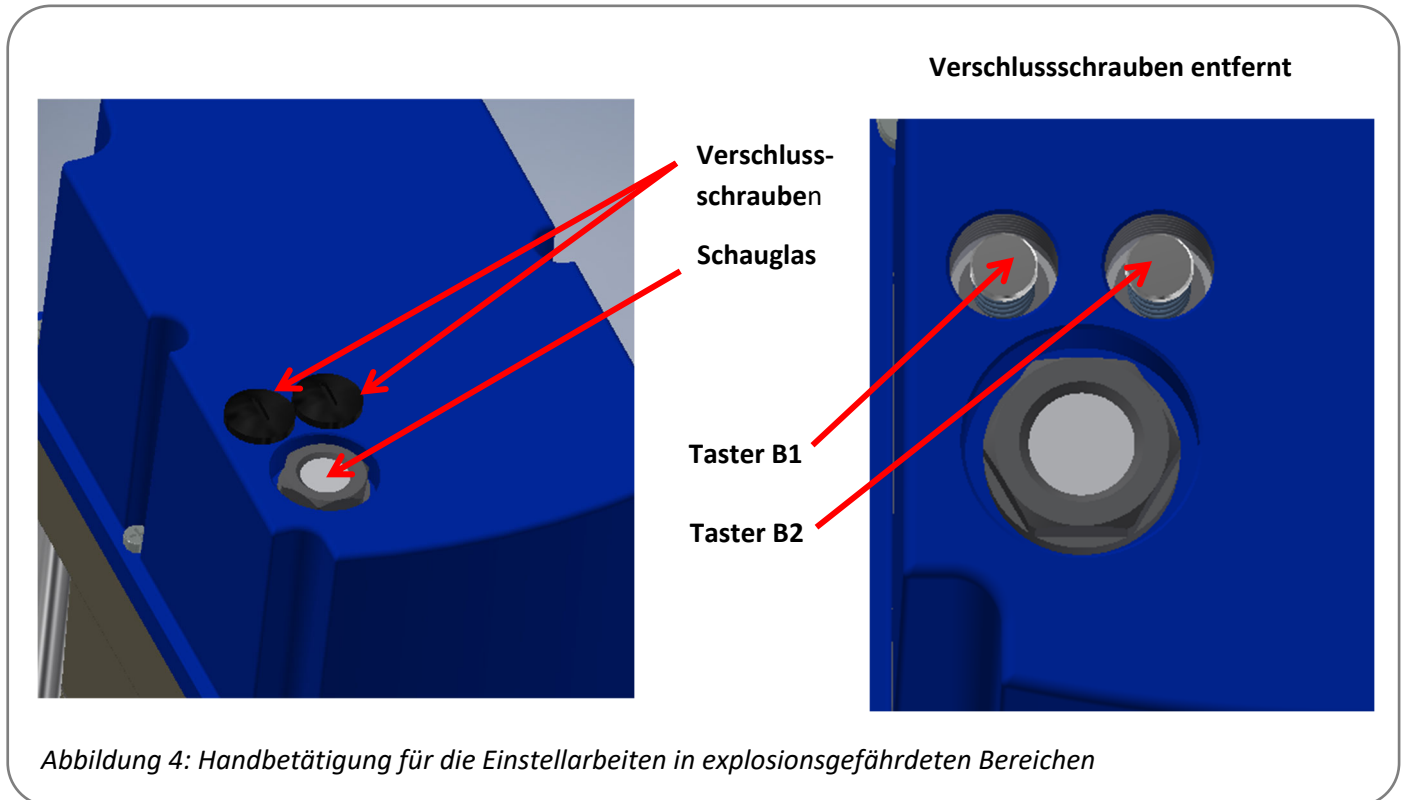 Verschlussschrauben entfernt
Verschluss-
schrauben
Schauglas
Taster B1
Taster B2
Abbildung 4: Handbetätigung für die Einstellarbeiten in explosionsgefährdeten Bereichen